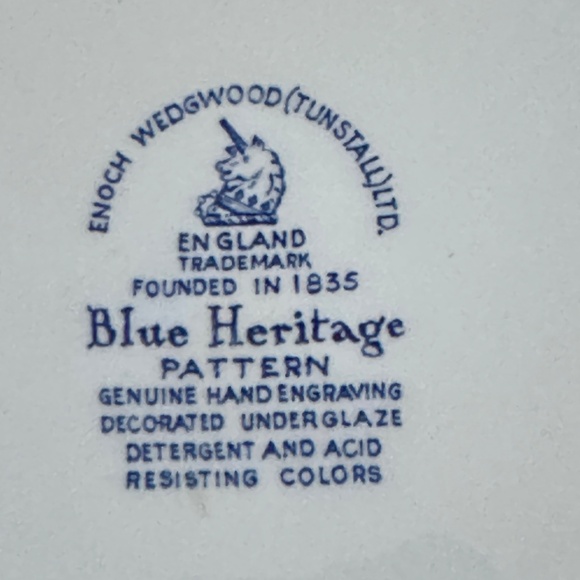 ENOCH WEDGWOOD (TUNSTALL) LTD.
ENGLAND
TRADEMARK
FOUNDED IN 1835
Blue Heritage
PATTERN
GENUINE HAND ENGRAVING
DECORATED UNDERGLAZE
DETERGENT AND ACID
RESISTING COLORS